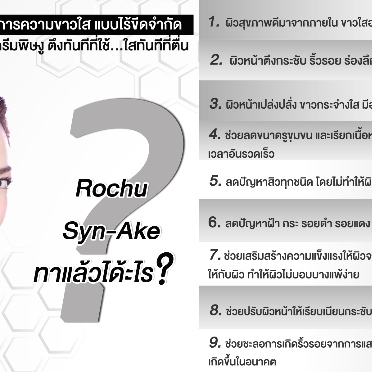 การความขาวใส แบบไร้ขีดจำกัด
รีมพิษงู ตึงทันทีที่ใช้...ใสทันทีที่ตื่น
?
Rochu
Syn-Ake
ทาแล้วได้อะไร?
1. ผิวสุขภาพดีมาจากภายใน ขาวใส
2. ผิวหน้าตึงกระชับ ริ้วรอย ร่องลึก
3. ผิวหน้าเปล่งปลั่ง ขาวกระจ่างใส
4. ช่วยลดขนาดรูขุมขน และเรียกเนื้อ
เวลาอันรวดเร็ว
5. ลดปัญหาสิวทุกชนิด โดยไม่ทำให้
6. ลดปัญหาฝ้า กระ รอยดำ รอยแดง
7. ช่วยเสริมสร้างความแข็งแรงให้ผิว
ให้กับผิว ทำให้ผิวไม่บอบบางแพ้ง่าย
8. ช่วยปรับผิวหน้าให้เรียบเนียนกระชับ
9. ช่วยชะลอการเกิดริ้วรอยจากการ
เกิดขึ้นในอนาคต